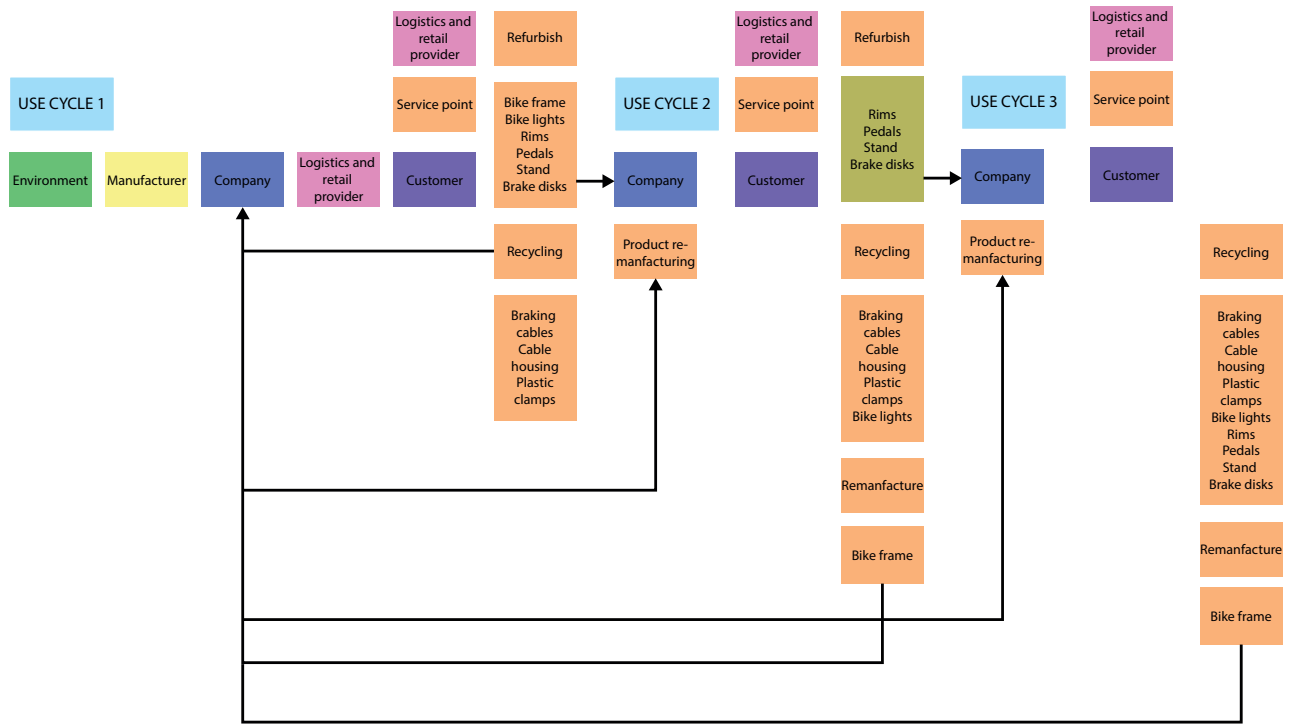 Logistics and
retail
provider
Refurbish
Logistics and
retail
provider
Refurbish
Logistics and
retail
provider
USE CYCLE 1
Service point
Bike frame
Bike lights
Rims
Pedals
Stand
Brake disks
USE CYCLE 2
Service point
Rims
Pedals
Stand
Brake disks
USE CYCLE 3
Service point
Environment
Manufacturer
Company
Logistics and
retail
provider
Customer
Company
Customer
Company
Customer
Recycling
Product re-
manfacturing
Recycling
Product re-
manfacturing
Recycling
Braking
cables
Cable
housing
Plastic
clamps
Braking
cables
Cable
housing
Plastic
clamps
Bike lights
Braking
cables
Cable
housing
Plastic
clamps
Bike lights
Rims
Pedals
Stand
Brake disks
Remanfacture
Bike frame
Remanfacture
Bike frame